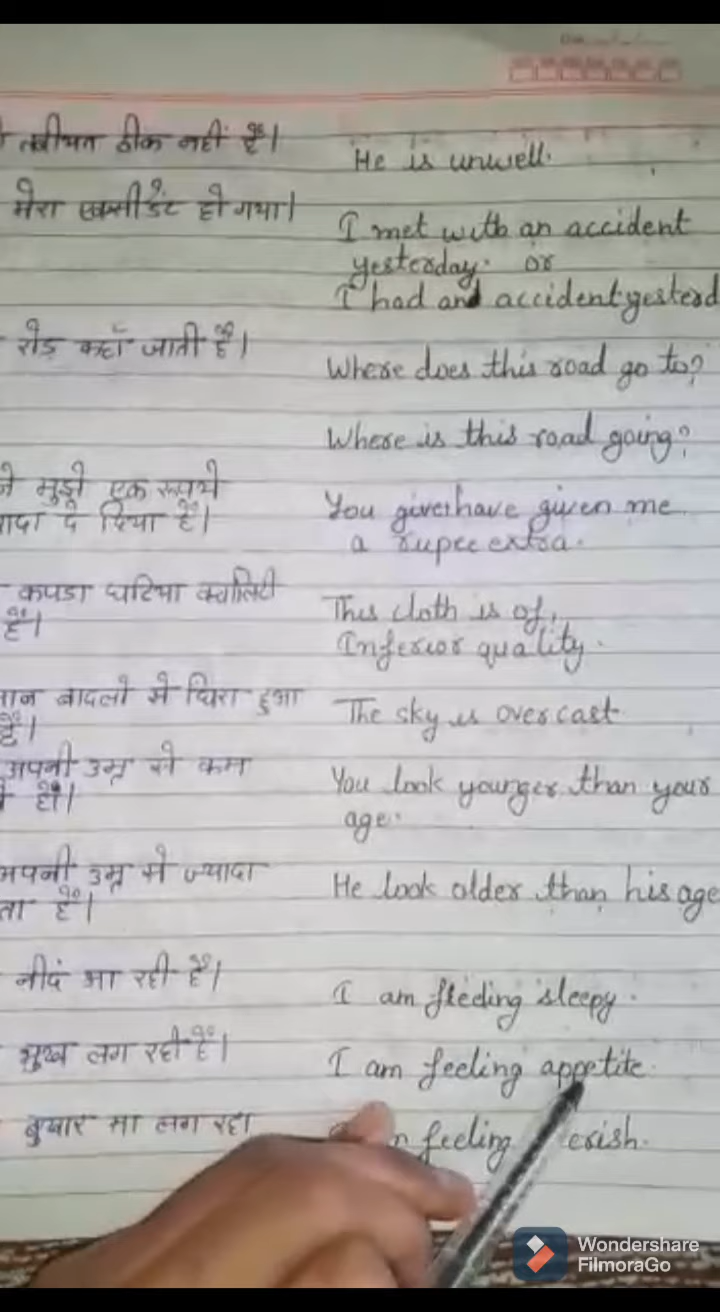 तबीयत ठीक नहीं हैं। He is unwell.
मेरा एक्सीडेंट हो गया। I met with an accident
yesterday. or
I had and accident yesterd
रोड़ कहाँ जाती हैं। Where does this road go to?
Where is this road going?
ने मुझे एक रूपये You giver have given me
दे दिया हैं। a rupee extra.
कपडा घटिया क्वालिटी This cloth is of,
हैं। Inferior quality.
बादलो से घिरा हुआ The sky is overcast
हैं।
अपनी उम्र से कम You look younger than your
हों। age.
अपनी उम्र से ज्यादा He look older than his age
ता हैं।
नीदं आ रही हैं। I am feeling sleepy.
भुख लग रही हैं। I am feeling appetite.
बुखार सा लग रहा feeling erish.
Wondershare
FilmoraGo